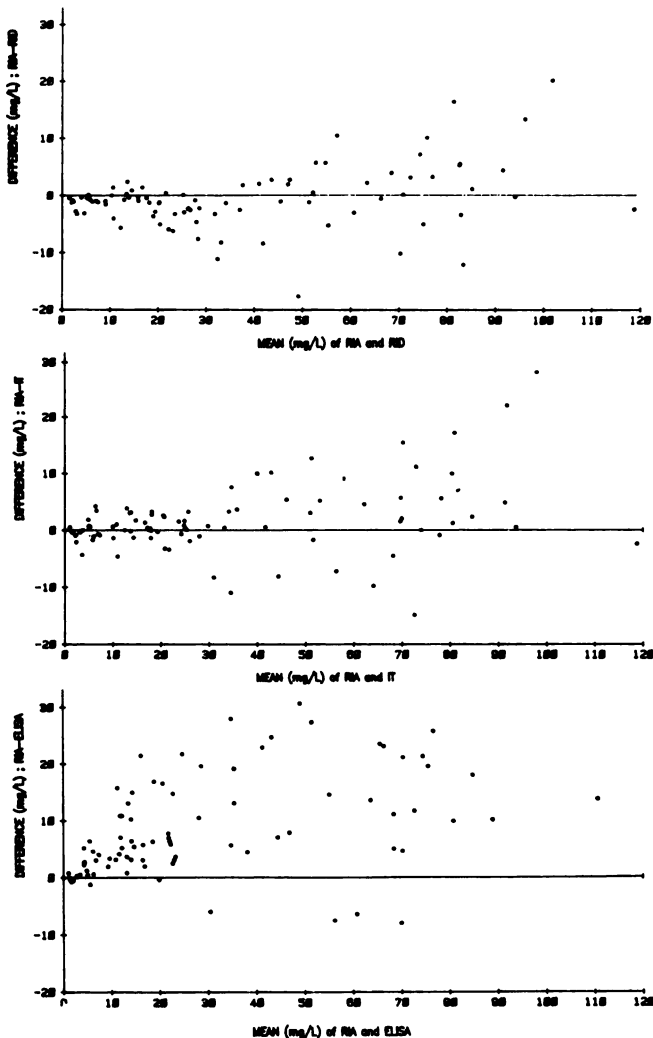 DIFFERENCE (mg/L) ; RIA-RID
30
20
10
0
-10
-20
0 10 20 30 40 50 60 70 80 90 100 110 120
MEAN (mg/L) of RIA and RID
DIFFERENCE (mg/L) ; RIA-IT
30
20
10
0
-10
-20
0 10 20 30 40 50 60 70 80 90 100 110 120
MEAN (mg/L) of RIA and IT
DIFFERENCE (mg/L) ; RIA-ELISA
30
20
10
0
-10
-20
0 10 20 30 40 50 60 70 80 90 100 110 120
MEAN (mg/L) of RIA and ELISA